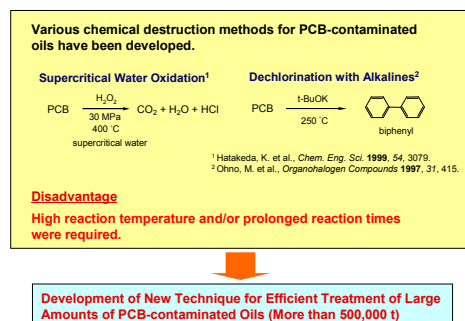 Various chemical destruction methods for PCB-contaminated
oils have been developed.
Supercritical Water Oxidation1
Dechlorination with Alkalines2
PCB
H2O2
30 MPa
400 ˚C
supercritical water
CO2 + H2O + HCl
PCB
t-BuOK
250 ˚C
biphenyl
1 Hatakeda, K. et al., Chem. Eng. Sci. 1999, 54, 3079.
2 Ohno, M. et al., Organohalogen Compounds 1997, 31, 415.
Disadvantage
High reaction temperature and/or prolonged reaction times
were required.
Development of New Technique for Efficient Treatment of Large
Amounts of PCB-contaminated Oils (More than 500,000 t)